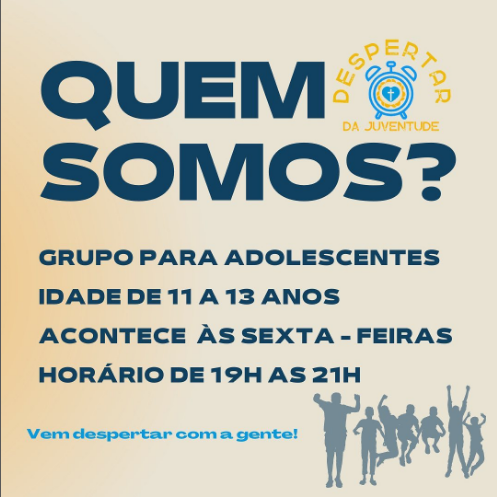 QUEM
DESPERTAR
DA JUVENTUDE
SOMOS?
GRUPO PARA ADOLESCENTES
IDADE DE 11 A 13 ANOS
ACONTECE ÀS SEXTA - FEIRAS
HORÁRIO DE 19H AS 21H
Vem despertar com a gente!